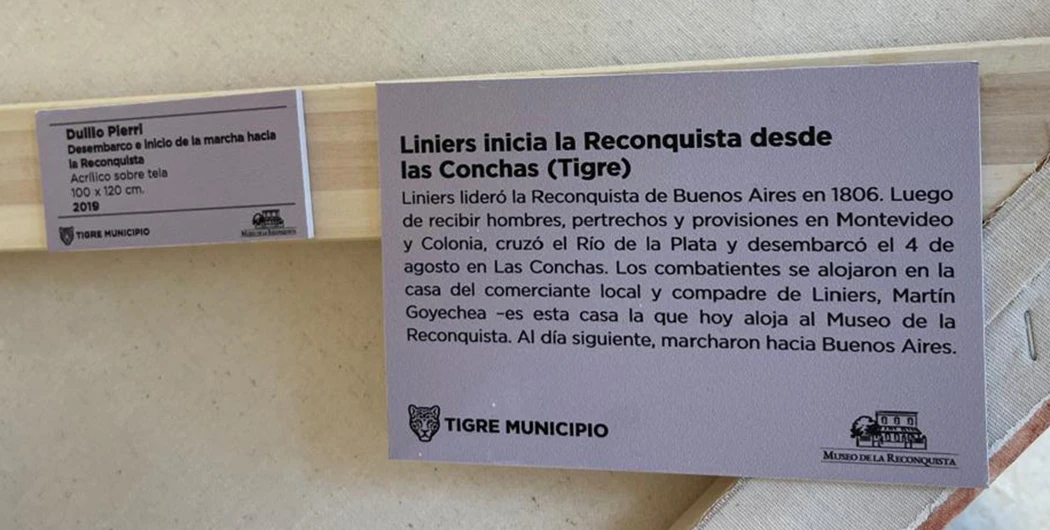 Duilio Pierri
Desembarco e inicio de la marcha hacia
la Reconquista
Acrílico sobre tela
100 x 120 cm.
2019
TIGRE MUNICIPIO
MUSEO DE LA RECONQUISTA
Liniers inicia la Reconquista desde
las Conchas (Tigre)
Liniers lideró la Reconquista de Buenos Aires en 1806. Luego
de recibir hombres, pertrechos y provisiones en Montevideo
y Colonia, cruzó el Río de la Plata y desembarcó el 4 de
agosto en Las Conchas. Los combatientes se alojaron en la
casa del comerciante local y compadre de Liniers, Martín
Goyechea –es esta casa la que hoy aloja al Museo de la
Reconquista. Al día siguiente, marcharon hacia Buenos Aires.
TIGRE MUNICIPIO
MUSEO DE LA RECONQUISTA